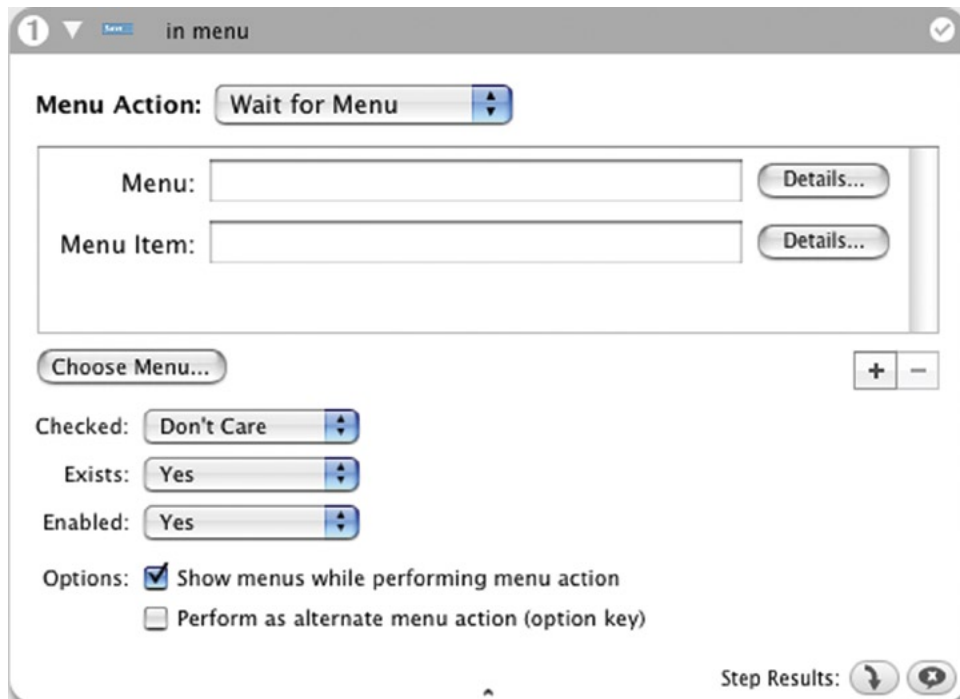 1 Save... in menu
Menu Action: Wait for Menu
Menu: Details...
Menu Item: Details...
Choose Menu... + −
Checked: Don't Care
Exists: Yes
Enabled: Yes
Options: Show menus while performing menu action
Perform as alternate menu action (option key)
Step Results: